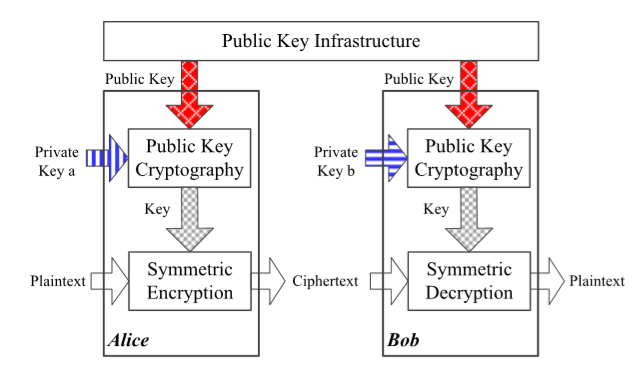 Public Key Infrastructure
Public Key
Public Key
Private
Key a
Public Key
Cryptography
Private
Key b
Public Key
Cryptography
Key
Key
Plaintext
Symmetric
Encryption
Ciphertext
Symmetric
Decryption
Plaintext
Alice
Bob